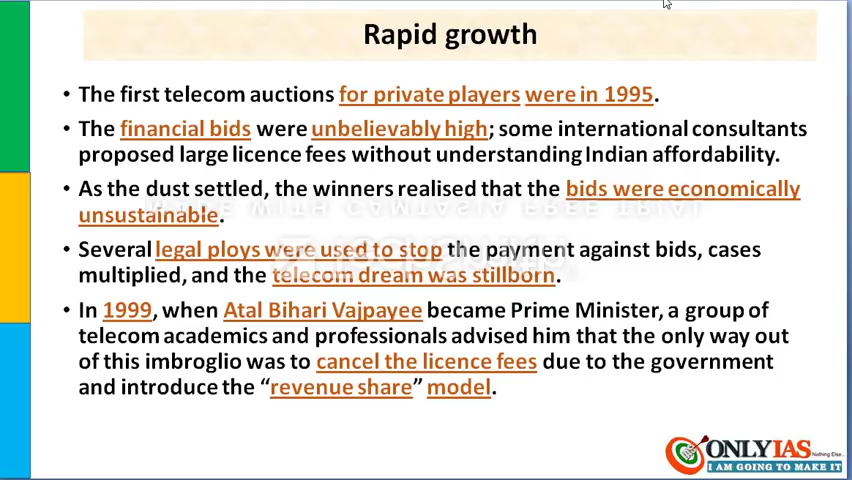 Rapid growth
• The first telecom auctions for private players were in 1995.
• The financial bids were unbelievably high; some international consultants
proposed large licence fees without understanding Indian affordability.
• As the dust settled, the winners realised that the bids were economically
unsustainable.
• Several legal ploys were used to stop the payment against bids, cases
multiplied, and the telecom dream was stillborn.
• In 1999, when Atal Bihari Vajpayee became Prime Minister, a group of
telecom academics and professionals advised him that the only way out
of this imbroglio was to cancel the licence fees due to the government
and introduce the “revenue share” model.
ONLYIAS
Nothing Else..
I AM GOING TO MAKE IT